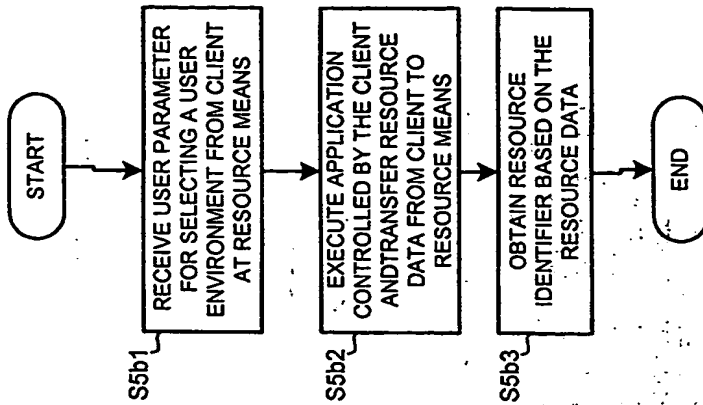 START
S5b1
RECEIVE USER PARAMETER
FOR SELECTING A USER
ENVIRONMENT FROM CLIENT
AT RESOURCE MEANS
S5b2
EXECUTE APPLICATION
CONTROLLED BY THE CLIENT
ANDTRANSFER RESOURCE
DATA FROM CLIENT TO
RESOURCE MEANS
S5b3
OBTAIN RESOURCE
IDENTIFIER BASED ON THE
RESOURCE DATA
END